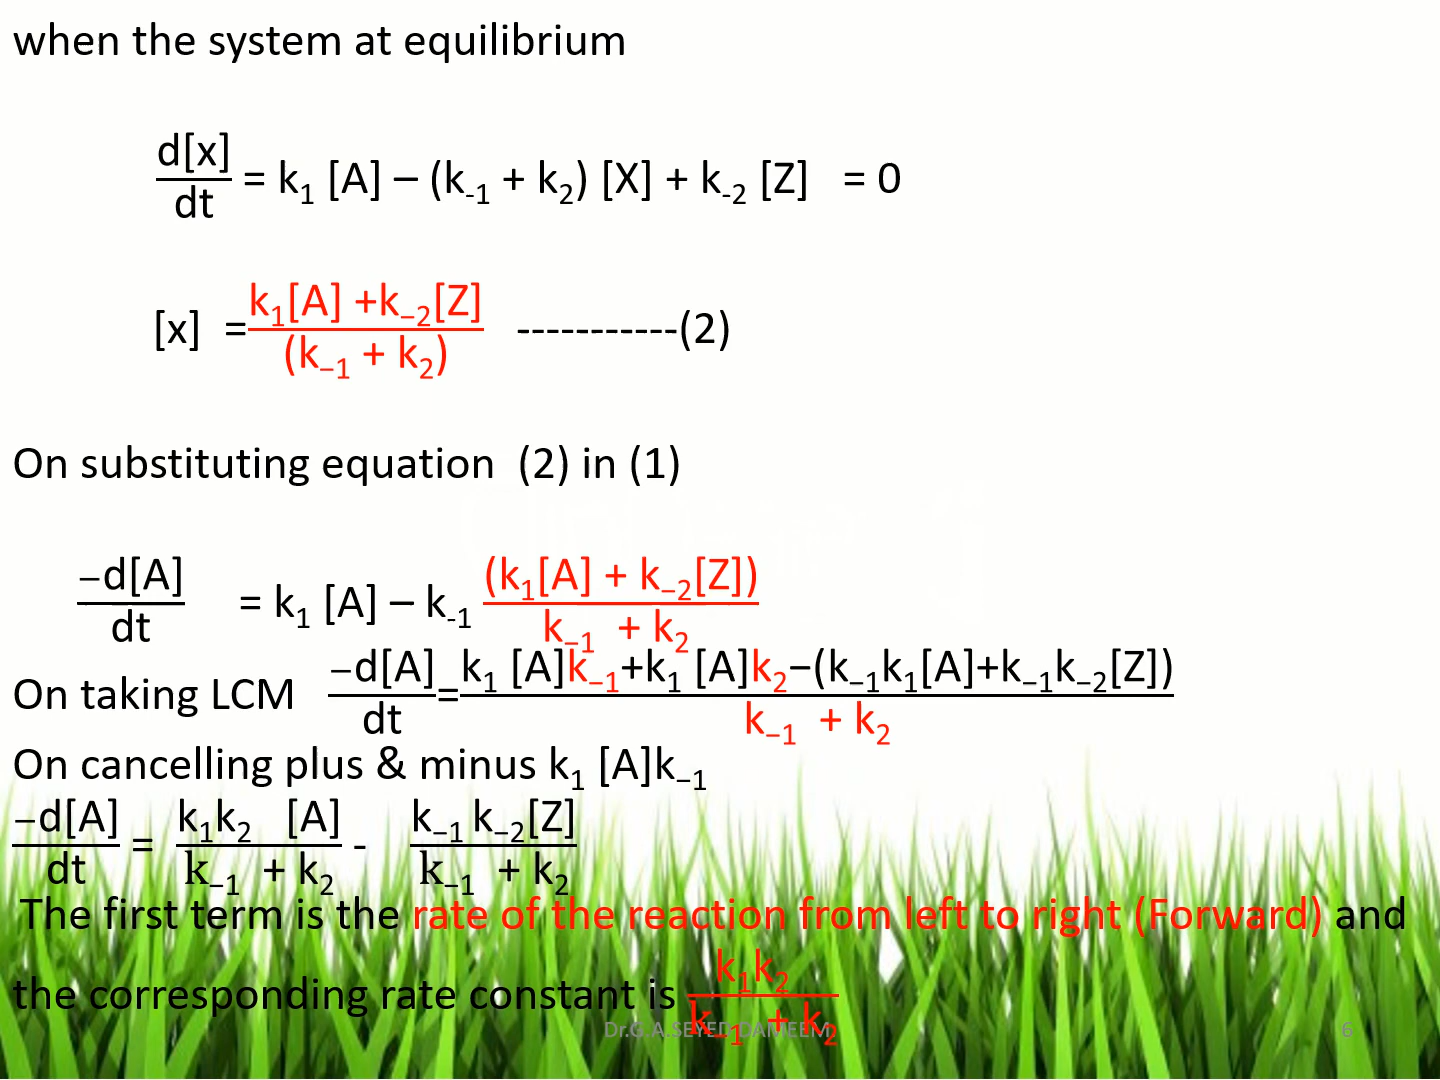 when the system at equilibrium
d[x]/dt = k₁ [A] – (k₋₁ + k₂) [X] + k₋₂ [Z] = 0
[x] = k₁[A] +k₋₂[Z]/(k₋₁ + k₂) -----------(2)
On substituting equation (2) in (1)
−d[A]/dt = k₁ [A] – k₋₁ (k₁[A] + k₋₂[Z])/k₋₁ + k₂
On taking LCM −d[A]/dt=k₁ [A]k₋₁+k₁ [A]k₂−(k₋₁k₁[A]+k₋₁k₋₂[Z])/k₋₁ + k₂
On cancelling plus & minus k₁ [A]k₋₁
−d[A]/dt = k₁k₂ [A]/k₋₁ + k₂ - k₋₁ k₋₂[Z]/k₋₁ + k₂
The first term is the rate of the reaction from left to right (Forward) and
the corresponding rate constant is k₁k₂/k₋₁ + k₂
6